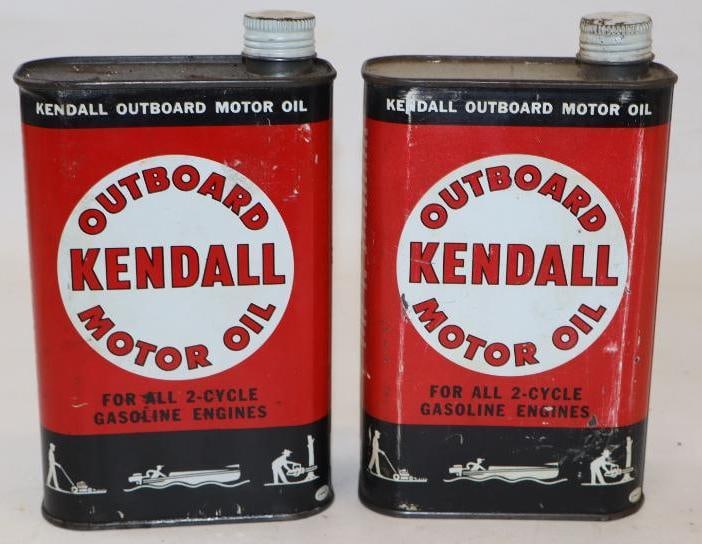 KENDALL OUTBOARD MOTOR OIL
OUTBOARD
KENDALL
MOTOR OIL
FOR ALL 2-CYCLE
GASOLINE ENGINES
KENDALL OUTBOARD MOTOR OIL
OUTBOARD
KENDALL
MOTOR OIL
FOR ALL 2-CYCLE
GASOLINE ENGINES